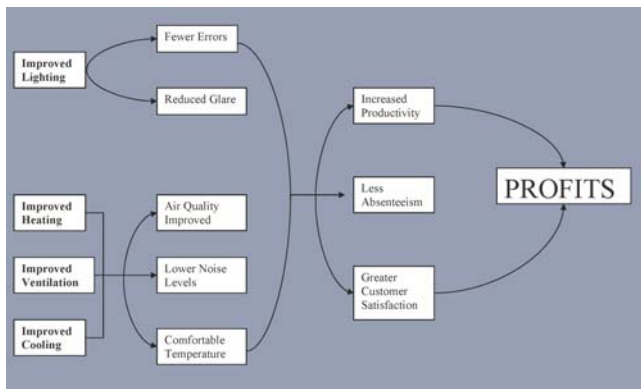 Fewer Errors
Improved
Lighting
Reduced Glare
Increased
Productivity
Improved
Heating
Air Quality
Improved
Less
Absenteeism
PROFITS
Improved
Ventilation
Lower Noise
Levels
Greater
Customer
Satisfaction
Improved
Cooling
Comfortable
Temperature